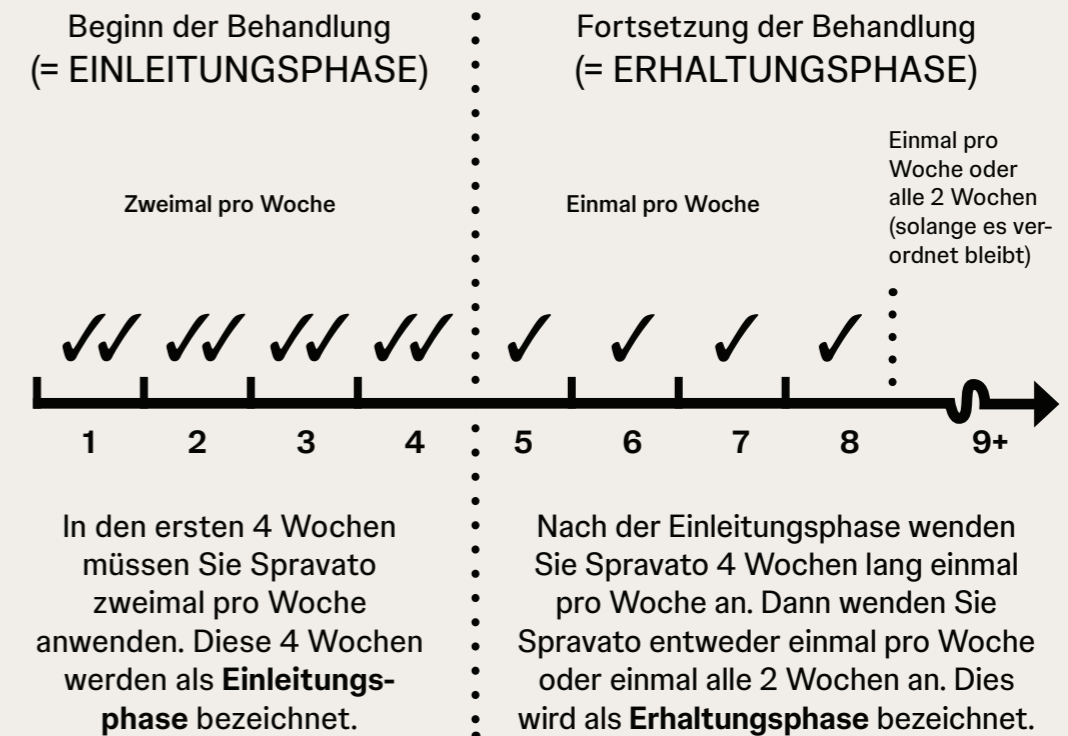 Beginn der Behandlung
(= EINLEITUNGSPHASE)
Zweimal pro Woche
Fortsetzung der Behandlung
(= ERHALTUNGSPHASE)
Einmal pro Woche
Einmal pro
Woche oder
alle 2 Wochen
(solange es ver-
ordnet bleibt)
1 2 3 4 5 6 7 8 9+
In den ersten 4 Wochen
müssen Sie Spravato
zweimal pro Woche
anwenden. Diese 4 Wochen
werden als Einleitungs-
phase bezeichnet.
Nach der Einleitungsphase wenden
Sie Spravato 4 Wochen lang einmal
pro Woche an. Dann wenden Sie
Spravato entweder einmal pro Woche
oder einmal alle 2 Wochen an. Dies
wird als Erhaltungsphase bezeichnet.